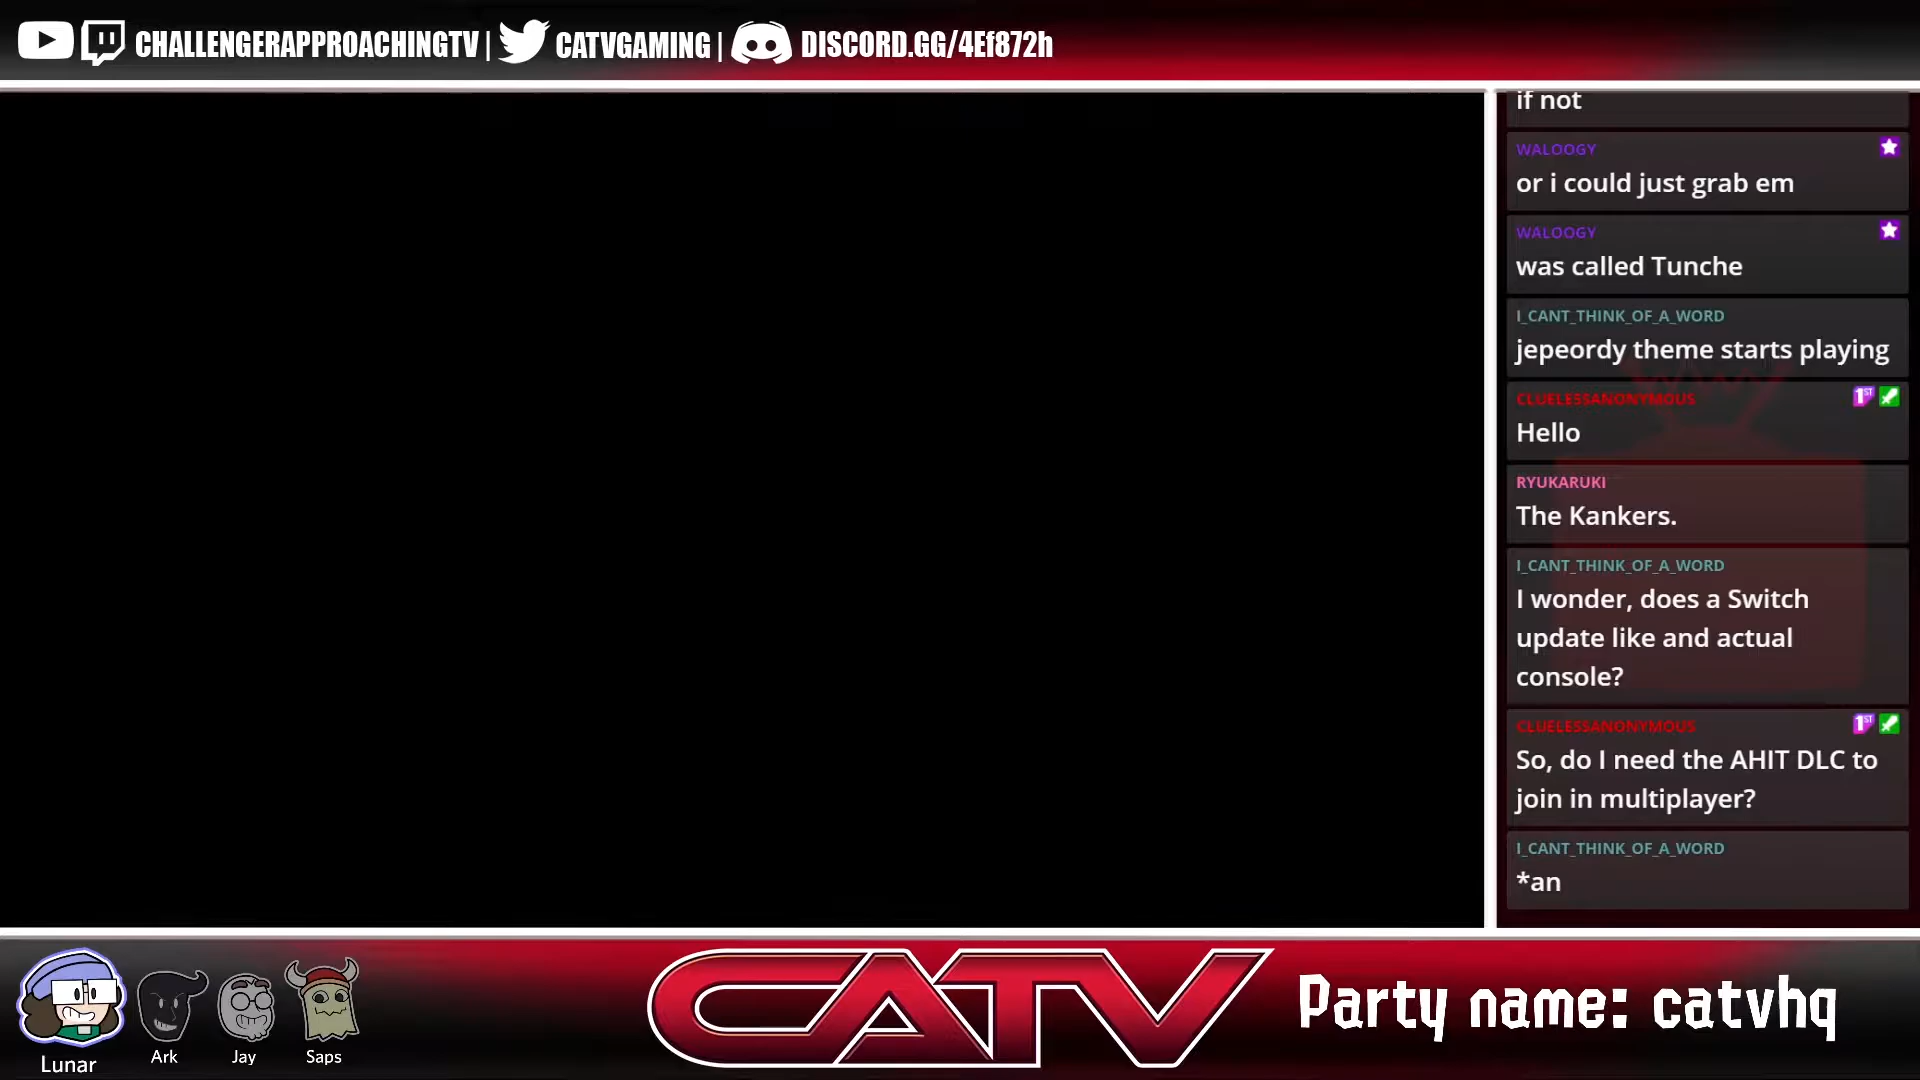 CHALLENGERAPPROACHINGTV | CATVGAMING | DISCORD.GG/4Ef872h
if not
WALOOGY
or i could just grab em
WALOOGY
was called Tunche
I_CANT_THINK_OF_A_WORD
jepeordy theme starts playing
CLUELESSANONYMOUS
1ST
Hello
RYUKARUKI
The Kankers.
I_CANT_THINK_OF_A_WORD
I wonder, does a Switch
update like and actual
console?
CLUELESSANONYMOUS
1ST
So, do I need the AHIT DLC to
join in multiplayer?
I_CANT_THINK_OF_A_WORD
*an
Lunar
Ark
Jay
Saps
CATV
Party name: catvhq